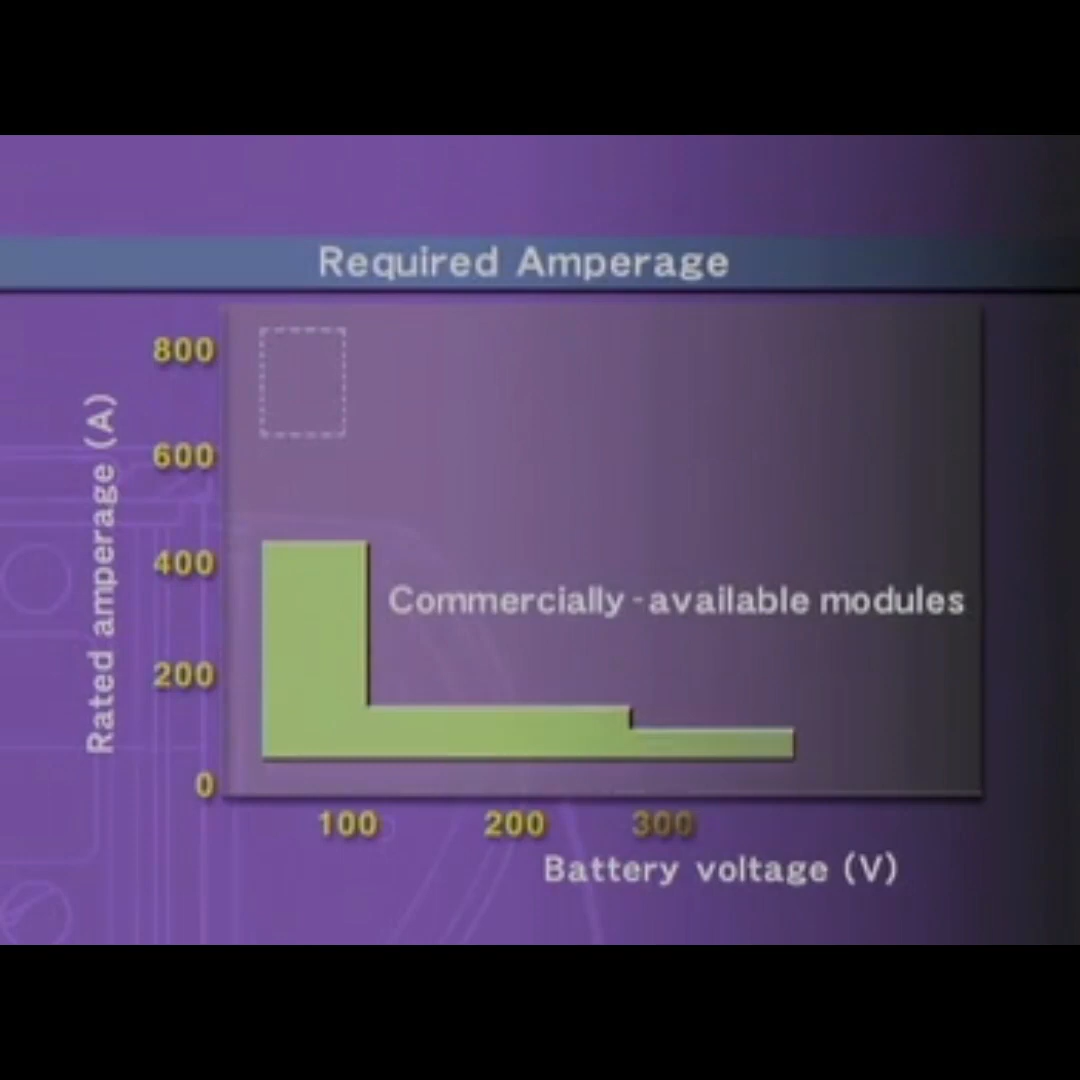 Required Amperage
800
600
400
200
0
Rated amperage (A)
Commercially-available modules
100 200 300
Battery voltage (V)